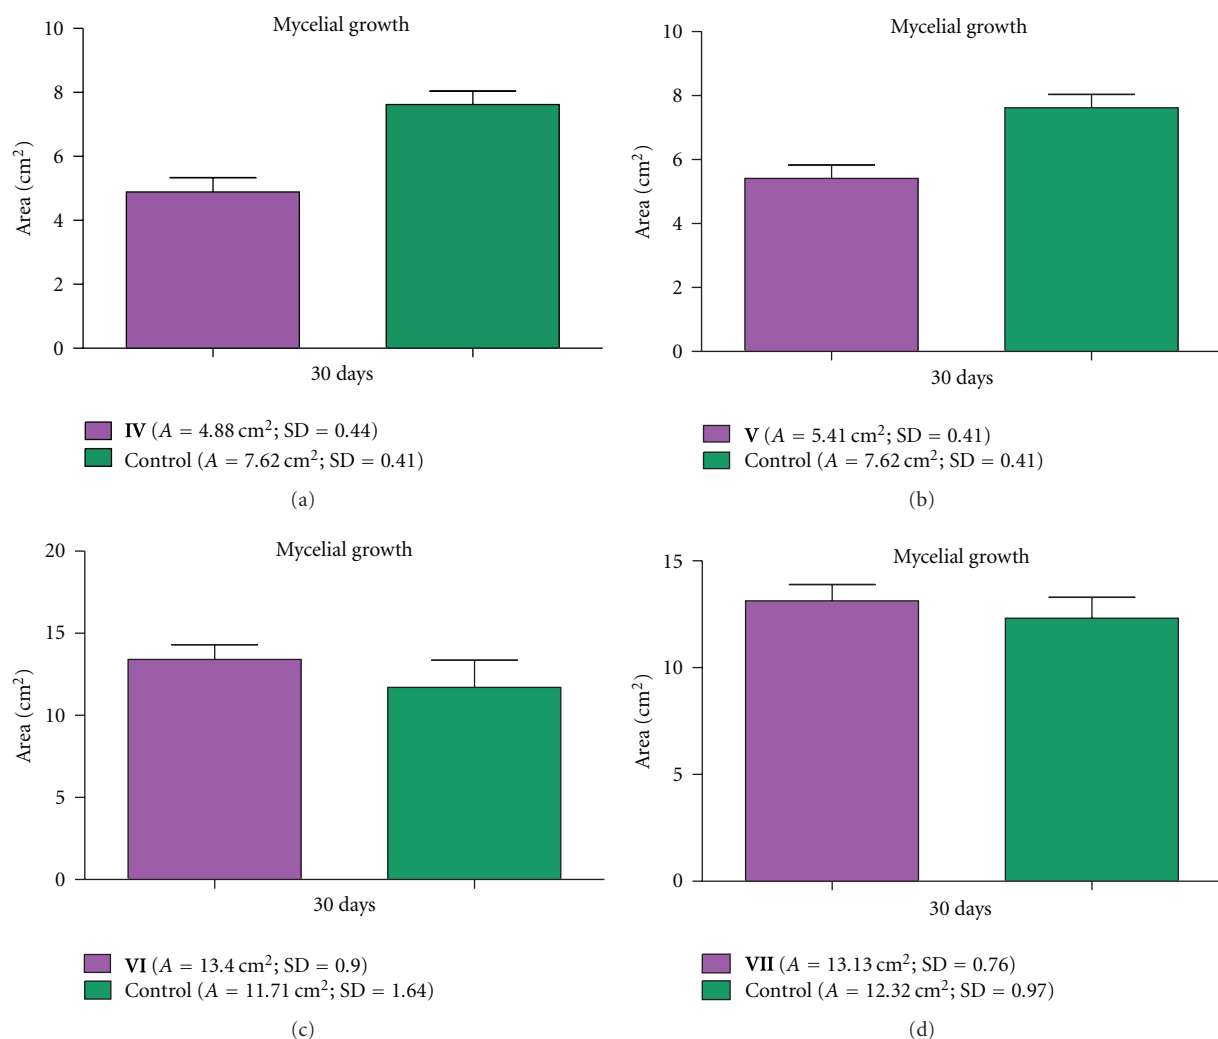 Mycelial growth
10
8
6
4
2
0
Area (cm²)
30 days
IV (A = 4.88 cm²; SD = 0.44)
Control (A = 7.62 cm²; SD = 0.41)
(a)
Mycelial growth
10
8
6
4
2
0
Area (cm²)
30 days
V (A = 5.41 cm²; SD = 0.41)
Control (A = 7.62 cm²; SD = 0.41)
(b)
Mycelial growth
20
15
10
5
0
Area (cm²)
30 days
VI (A = 13.4 cm²; SD = 0.9)
Control (A = 11.71 cm²; SD = 1.64)
(c)
Mycelial growth
15
10
5
0
Area (cm²)
30 days
VII (A = 13.13 cm²; SD = 0.76)
Control (A = 12.32 cm²; SD = 0.97)
(d)